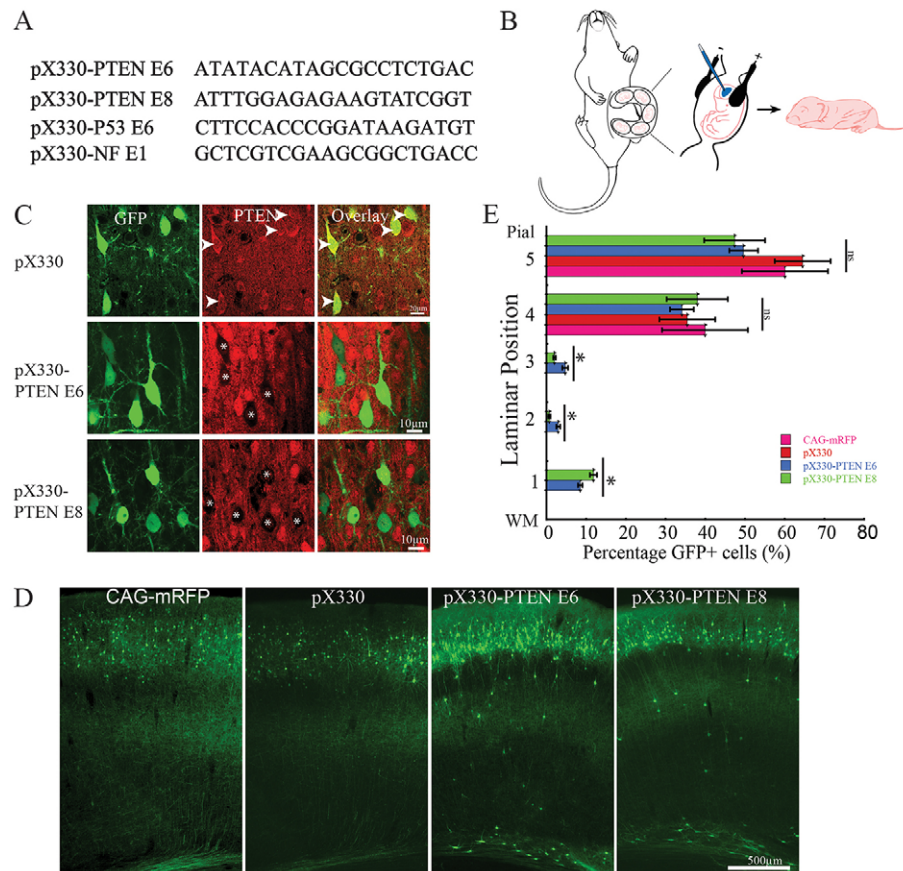 A
pX330-PTEN E6 ATATACATAGCGCCTCTGAC
pX330-PTEN E8 ATTTGGAGAGAAGTATCGGT
pX330-P53 E6 CTTCCACCCGGATAAGATGT
pX330-NF E1 GCTCGTCGAAGCGGCTGACC
B
- +
C
GFP PTEN Overlay
pX330
20μm
pX330-
PTEN E6
* * * *
10μm
pX330-
PTEN E8
* * * * * *
10μm
E
Pial
5
ns
4
ns
3
*
2
*
1
*
WM
Laminar Position
0 10 20 30 40 50 60 70 80
Percentage GFP+ cells (%)
CAG-mRFP
pX330
pX330-PTEN E6
pX330-PTEN E8
D
CAG-mRFP pX330 pX330-PTEN E6 pX330-PTEN E8
500μm